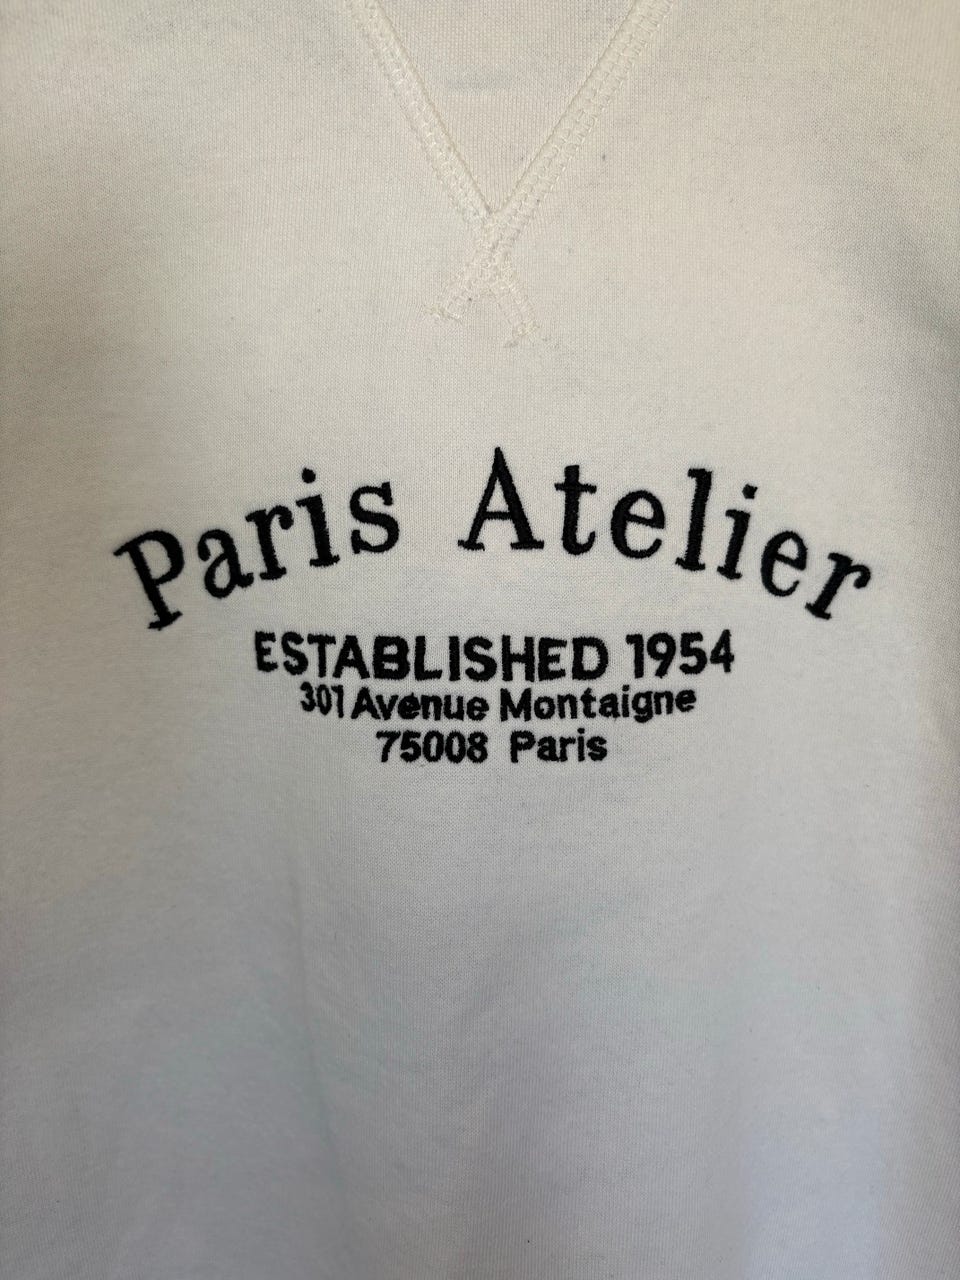 Paris Atelier
ESTABLISHED 1954
301 Avenue Montaigne
75008 Paris